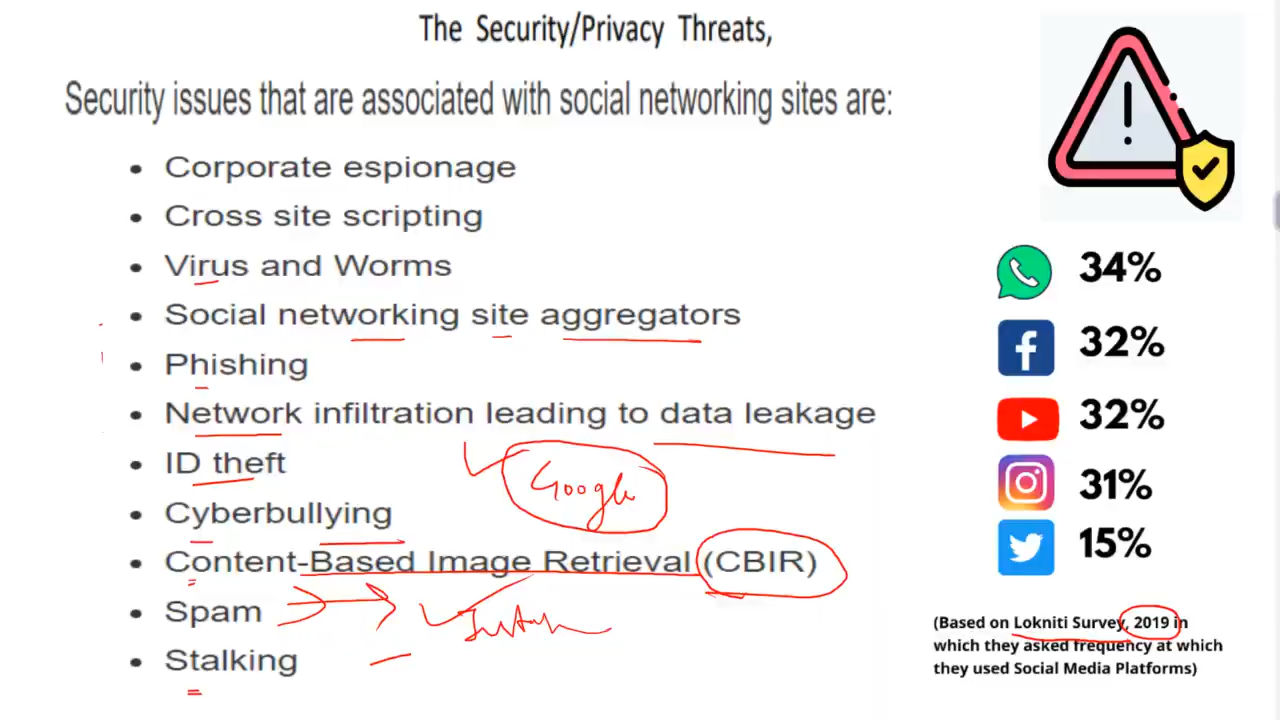 The Security/Privacy Threats,
Security issues that are associated with social networking sites are:
• Corporate espionage
• Cross site scripting
• Virus and Worms
• Social networking site aggregators
• Phishing
• Network infiltration leading to data leakage
• ID theft
Google
• Cyberbullying
• Content-Based Image Retrieval (CBIR)
• Spam
• Stalking
34%
32%
32%
31%
15%
(Based on Lokniti Survey, 2019 in
which they asked frequency at which
they used Social Media Platforms)